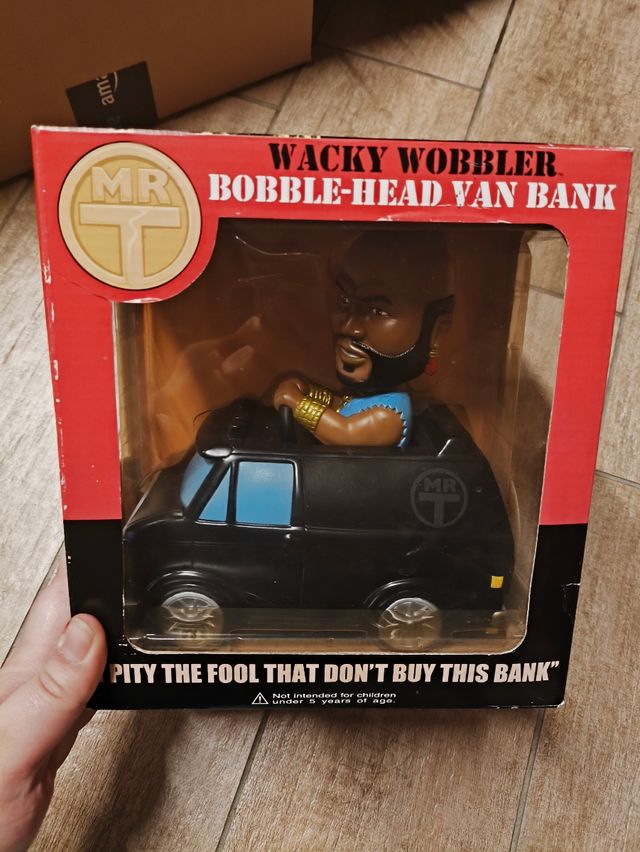 am
MR
T
WACKY WOBBLER
BOBBLE-HEAD VAN BANK
MR
T
PITY THE FOOL THAT DON'T BUY THIS BANK"
Not intended for children
under 5 years of age.